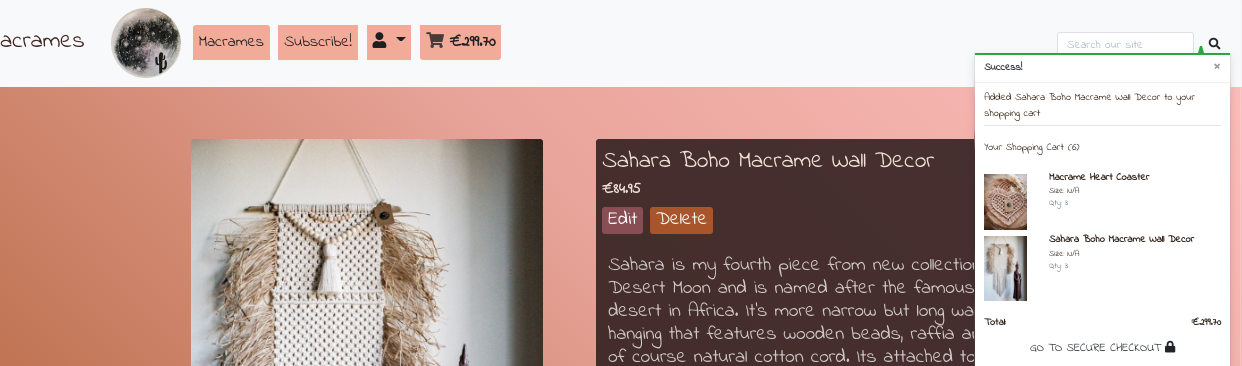 acrames
Macrames
Subscribe!
€299.70
Search our site
Success!
×
Added Sahara Boho Macrame Wall Decor to your
shopping cart
Your Shopping Cart (6)
Macrame Heart Coaster
Size: N/A
Qty: 3
Sahara Boho Macrame Wall Decor
Size: N/A
Qty: 3
Total:
€299.70
GO TO SECURE CHECKOUT
Sahara Boho Macrame Wall Decor
€84.95
Edit
Delete
Sahara is my fourth piece from new collection
Desert Moon and is named after the famous
desert in Africa. It's more narrow but long wa
hanging that features wooden beads, raffia a
of course natural cotton cord. Its attached to